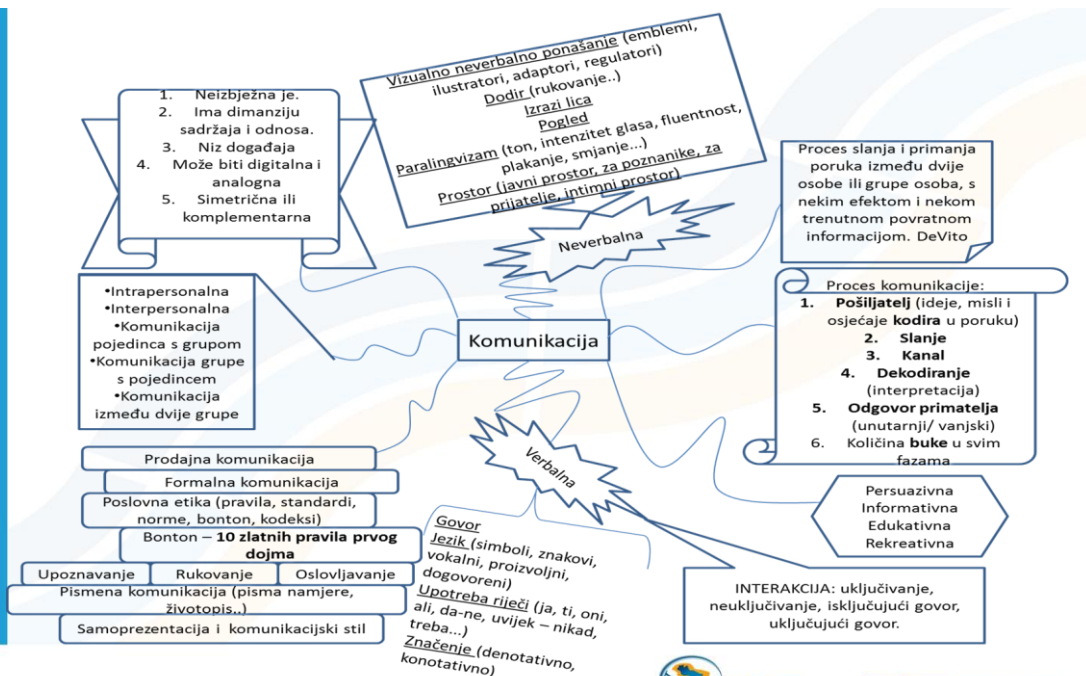 1. Neizbježna je.
2. Ima dimanziju
sadržaja i odnosa.
3. Niz događaja
4. Može biti digitalna i
analogna
5. Simetrična ili
komplementarna
Vizualno neverbalno ponašanje (emblemi,
ilustratori, adaptori, regulatori)
Dodir (rukovanje..)
Izrazi lica
Pogled
Paralingvizam (ton, intenzitet glasa, fluentnost,
plakanje, smjanje...)
Prostor (javni prostor, za poznanike, za
prijatelje, intimni prostor)
Neverbalna
Proces slanja i primanja
poruka između dvije
osobe ili grupe osoba, s
nekim efektom i nekom
trenutnom povratnom
informacijom. DeVito
•Intrapersonalna
•Interpersonalna
•Komunikacija
pojedinca s grupom
•Komunikacija grupe
s pojedincem
•Komunikacija
između dvije grupe
Komunikacija
Proces komunikacije:
1. Pošiljatelj (ideje, misli i
osjećaje kodira u poruku)
2. Slanje
3. Kanal
4. Dekodiranje
(interpretacija)
5. Odgovor primatelja
(unutarnji/ vanjski)
6. Količina buke u svim
fazama
Prodajna komunikacija
Formalna komunikacija
Poslovna etika (pravila, standardi,
norme, bonton, kodeksi)
Bonton – 10 zlatnih pravila prvog
dojma
Upoznavanje Rukovanje Oslovljavanje
Pismena komunikacija (pisma namjere,
životopis..)
Samoprezentacija i komunikacijski stil
Verbalna
Govor
Jezik (simboli, znakovi,
vokalni, proizvoljni,
dogovoreni)
Upotreba riječi (ja, ti, oni,
ali, da-ne, uvijek – nikad,
treba...)
Značenje (denotativno,
konotativno)
Persuazivna
Informativna
Edukativna
Rekreativna
INTERAKCIJA: uključivanje,
neuključivanje, isključujući govor,
uključujući govor.